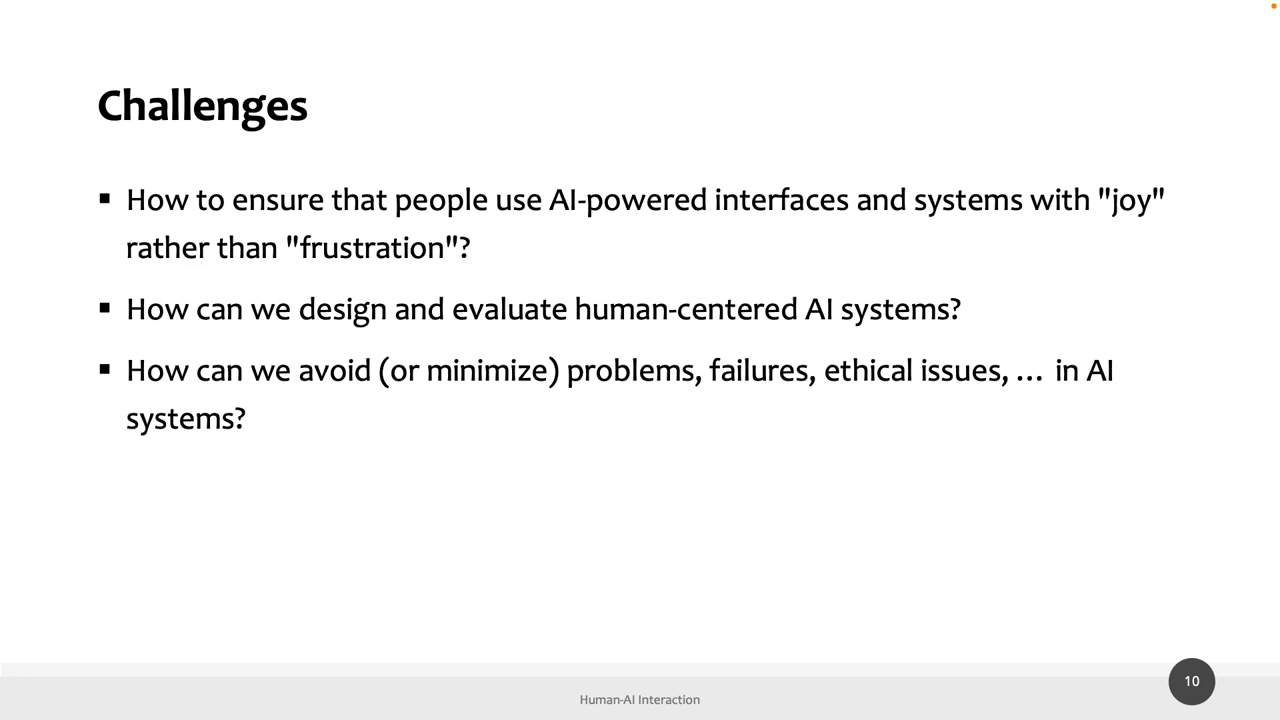 Challenges
▪ How to ensure that people use AI-powered interfaces and systems with "joy"
rather than "frustration"?
▪ How can we design and evaluate human-centered AI systems?
▪ How can we avoid (or minimize) problems, failures, ethical issues, … in AI
systems?
10
Human-AI Interaction